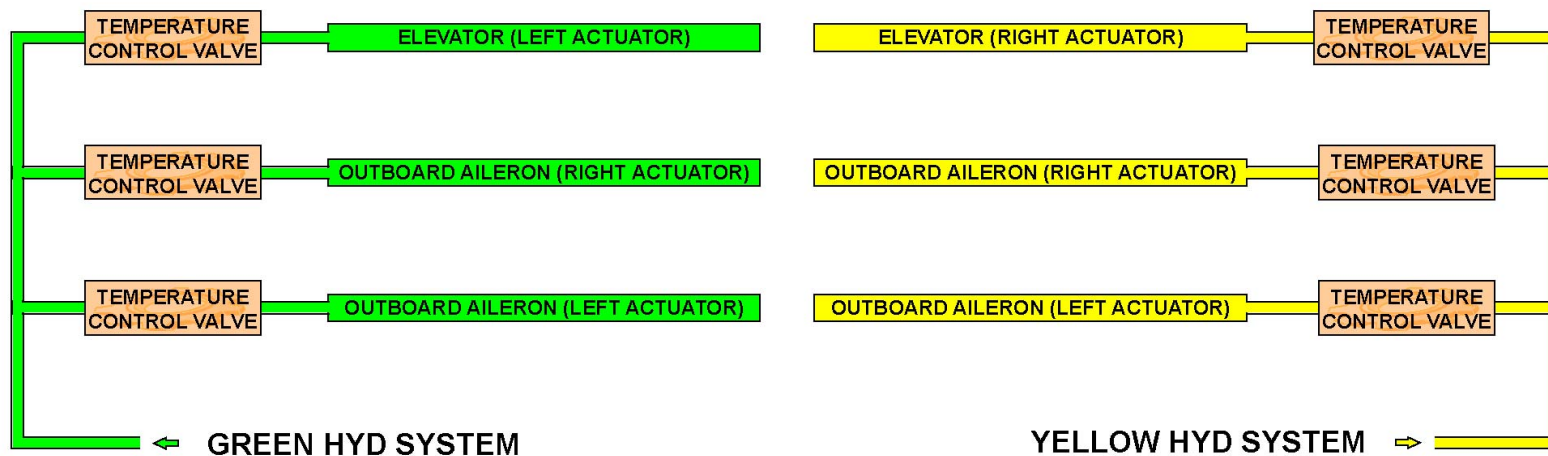 TEMPERATURE
CONTROL VALVE
ELEVATOR (LEFT ACTUATOR)
ELEVATOR (RIGHT ACTUATOR)
TEMPERATURE
CONTROL VALVE
TEMPERATURE
CONTROL VALVE
OUTBOARD AILERON (RIGHT ACTUATOR)
OUTBOARD AILERON (RIGHT ACTUATOR)
TEMPERATURE
CONTROL VALVE
TEMPERATURE
CONTROL VALVE
OUTBOARD AILERON (LEFT ACTUATOR)
OUTBOARD AILERON (LEFT ACTUATOR)
TEMPERATURE
CONTROL VALVE
GREEN HYD SYSTEM
YELLOW HYD SYSTEM